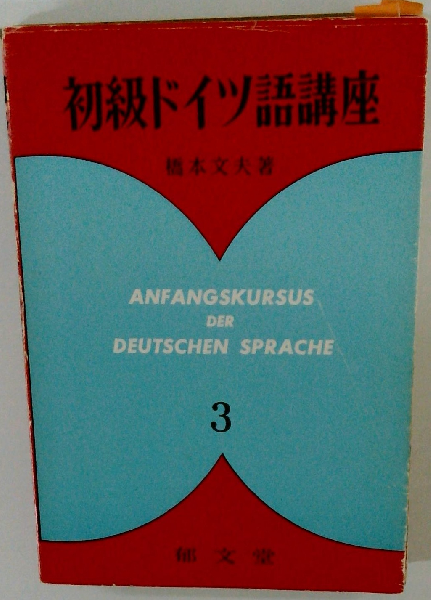 初級ドイツ語講座
橋本文夫著
ANFANGSKURSUS
DER
DEUTSCHEN SPRACHE
3
郁文堂